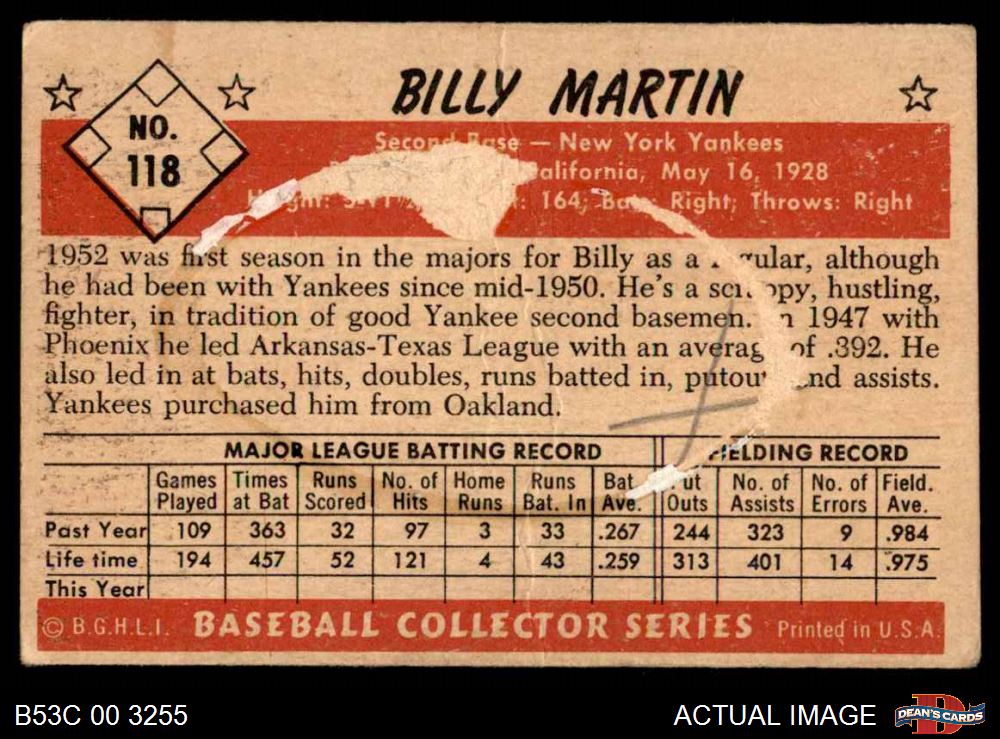 BILLY MARTIN
NO.
118
Second Base — New York Yankees
California, May 16, 1928
164; Bats: Right; Throws: Right
1952 was first season in the majors for Billy as a regular, although
he had been with Yankees since mid-1950. He's a scrappy, hustling,
fighter, in tradition of good Yankee second basemen. In 1947 with
Phoenix he led Arkansas-Texas League with an average of .392. He
also led in at bats, hits, doubles, runs batted in, putouts and assists.
Yankees purchased him from Oakland.
MAJOR LEAGUE BATTING RECORD FIELDING RECORD
Games Times Runs No. of Home Runs Bat. Put No. of No. of Field.
Played at Bat Scored Hits Runs Bat. In Ave. Outs Assists Errors Ave.
Past Year 109 363 32 97 3 33 .267 244 323 9 .984
Life time 194 457 52 121 4 43 .259 313 401 14 .975
This Year
© B.G.H.L.I. BASEBALL COLLECTOR SERIES Printed in U.S.A.
B53C 00 3255 ACTUAL IMAGE DEAN'S CARDS